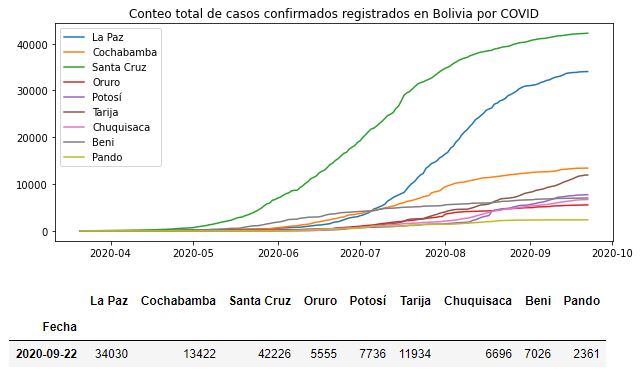 Conteo total de casos confirmados registrados en Bolivia por COVID
La Paz
Cochabamba
Santa Cruz
Oruro
Potosí
Tarija
Chuquisaca
Beni
Pando
40000
30000
20000
10000
0
2020-04 2020-05 2020-06 2020-07 2020-08 2020-09 2020-10
La Paz Cochabamba Santa Cruz Oruro Potosí Tarija Chuquisaca Beni Pando
Fecha
2020-09-22 34030 13422 42226 5555 7736 11934 6696 7026 2361